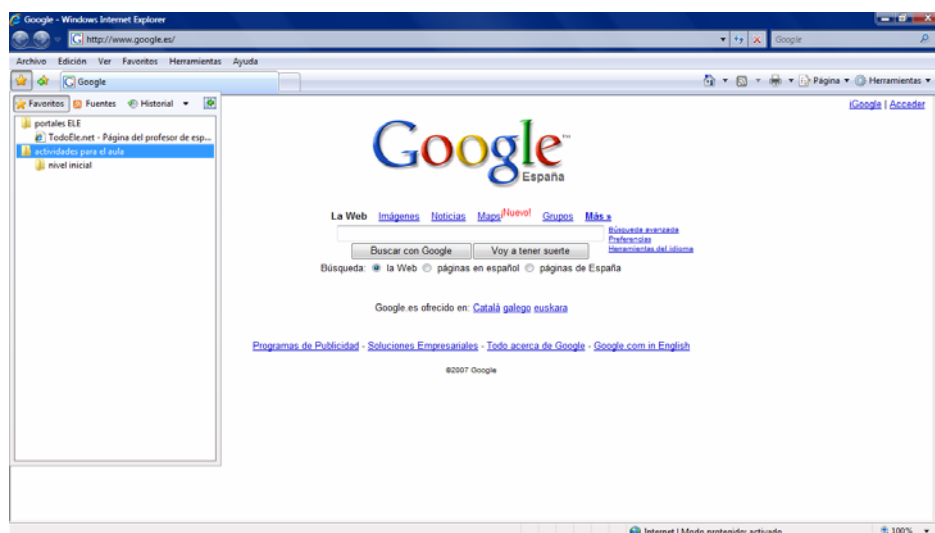 Google - Windows Internet Explorer
http://www.google.es/
Google
Archivo Edición Ver Favoritos Herramientas Ayuda
Google
Página Herramientas
Favoritos Fuentes Historial
iGoogle | Acceder
portales ELE
TodoEle.net - Página del profesor de esp...
actividades para el aula
nivel inicial
Google™
España
La Web Imágenes Noticias Maps ¡Nuevo! Grupos Más »
Búsqueda avanzada
Preferencias
Herramientas del idioma
Buscar con Google Voy a tener suerte
Búsqueda: la Web páginas en español páginas de España
Google.es ofrecido en: Català galego euskara
Programas de Publicidad - Soluciones Empresariales - Todo acerca de Google - Google.com in English
©2007 Google
Internet | Modo protegido: activado
100%